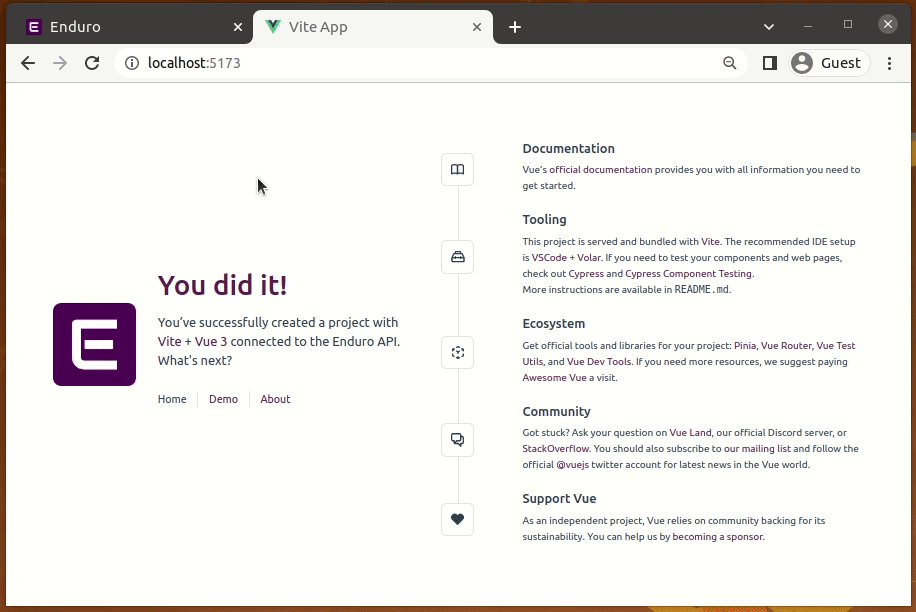 Enduro
Vite App
localhost:5173
Guest
You did it!
You've successfully created a project with
Vite + Vue 3 connected to the Enduro API.
What's next?
Home
Demo
About
Documentation
Vue's official documentation provides you with all information you need to
get started.
Tooling
This project is served and bundled with Vite. The recommended IDE setup
is VSCode + Volar. If you need to test your components and web pages,
check out Cypress and Cypress Component Testing.
More instructions are available in README.md.
Ecosystem
Get official tools and libraries for your project: Pinia, Vue Router, Vue Test
Utils, and Vue Dev Tools. If you need more resources, we suggest paying
Awesome Vue a visit.
Community
Got stuck? Ask your question on Vue Land, our official Discord server, or
StackOverflow. You should also subscribe to our mailing list and follow the
official @vuejs twitter account for latest news in the Vue world.
Support Vue
As an independent project, Vue relies on community backing for its
sustainability. You can help us by becoming a sponsor.